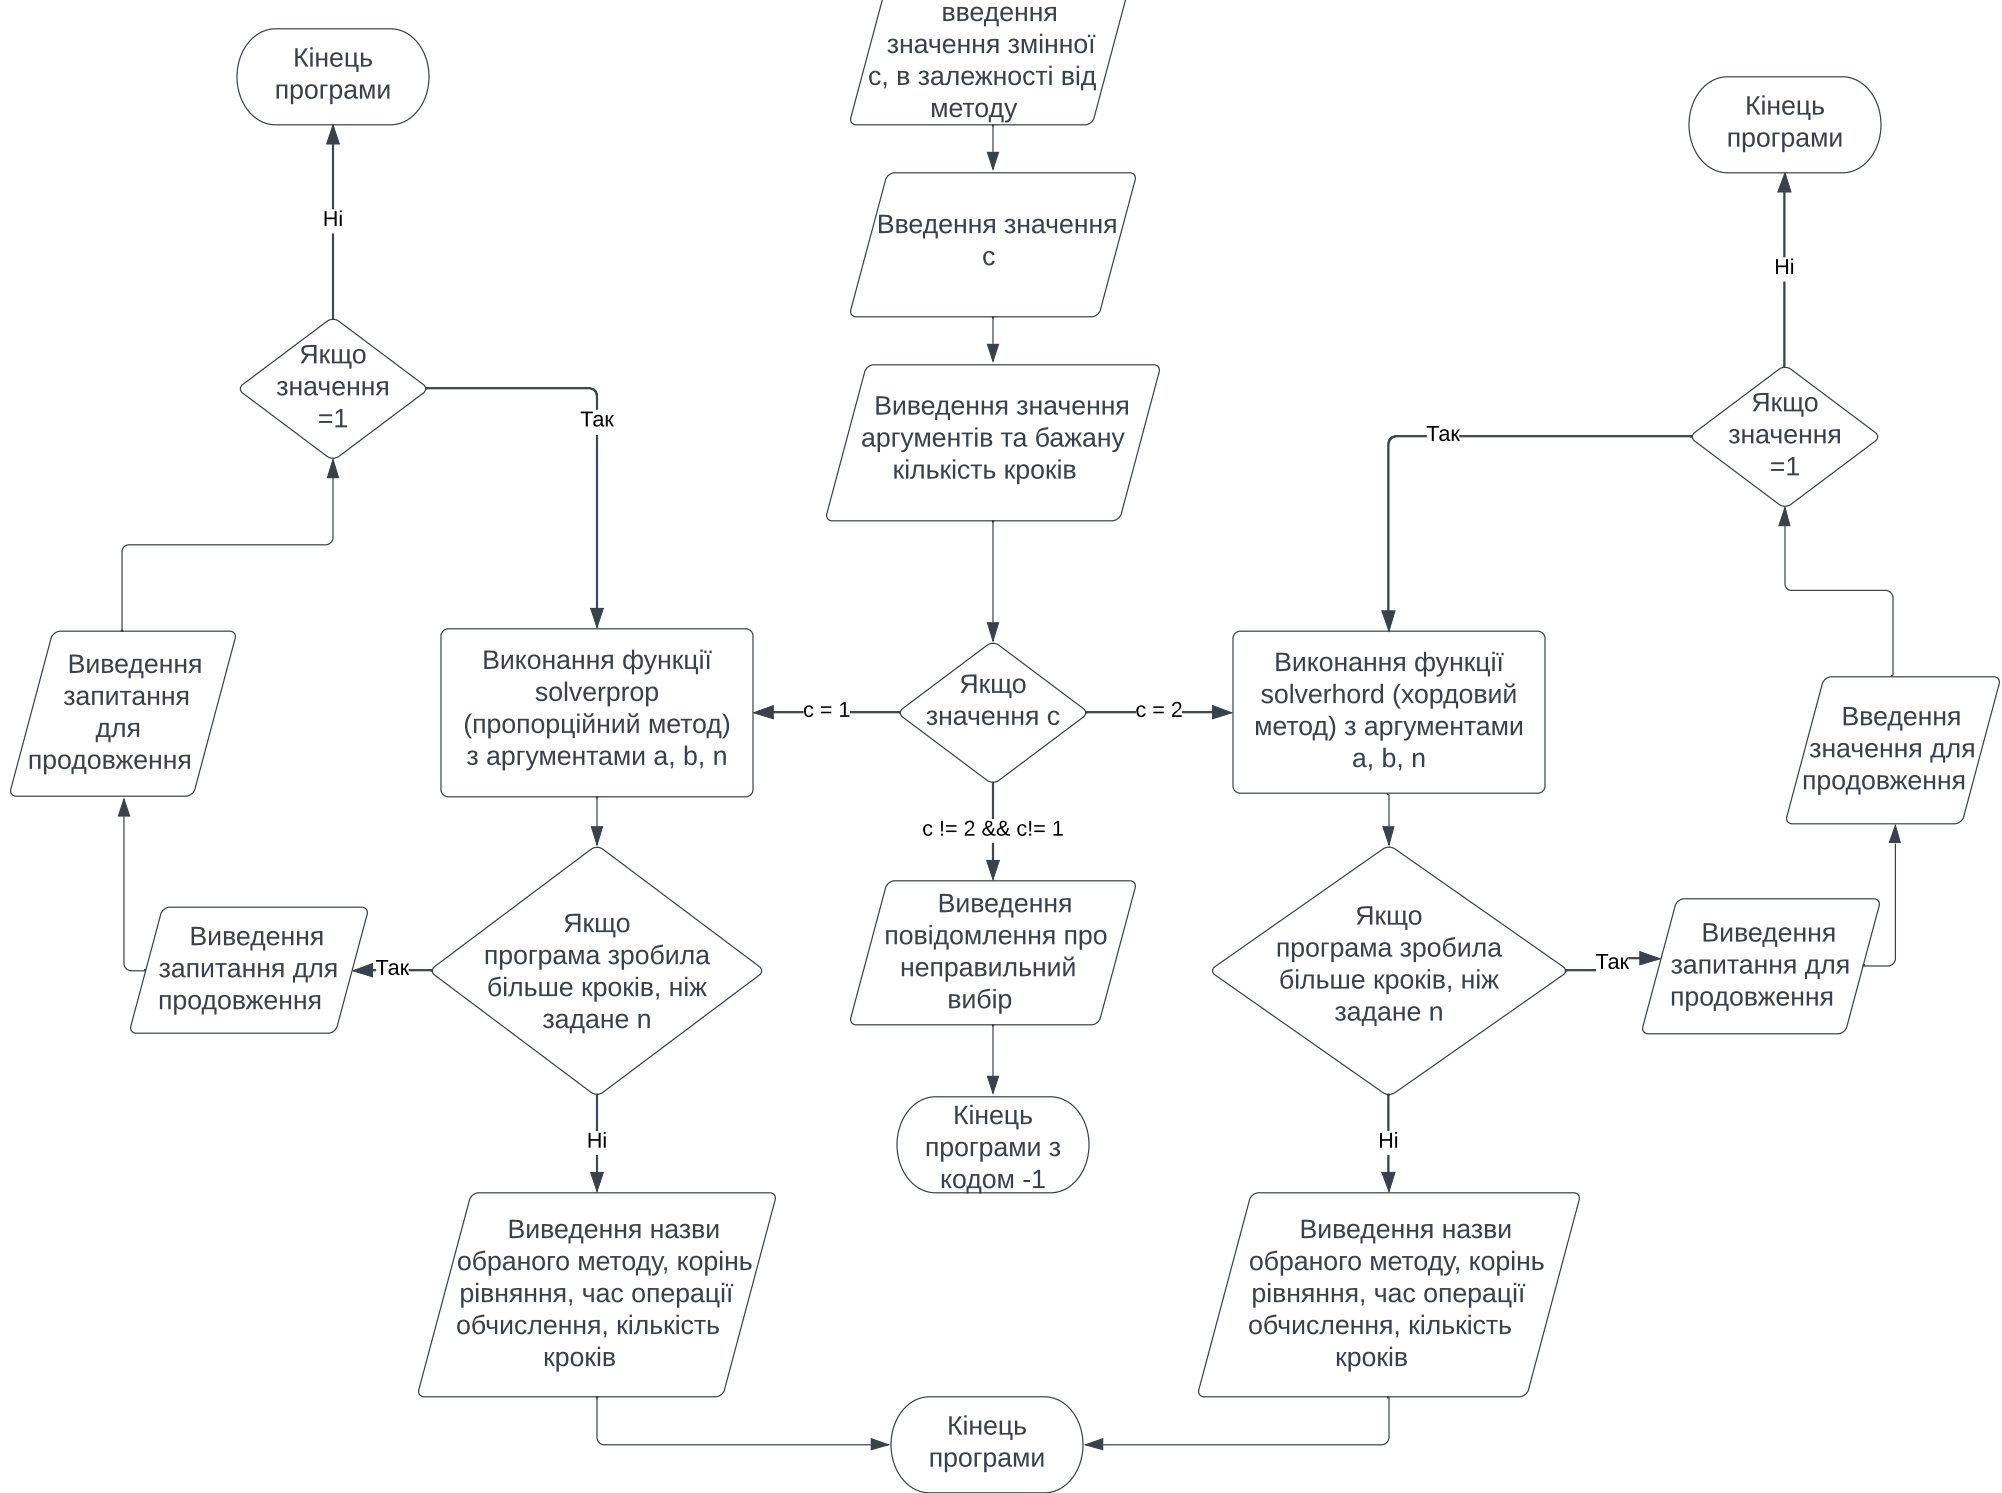 введення
значення змінної
с, в залежності від
методу
Кінець
програми
Кінець
програми
Ні
Введення значення
с
Ні
Якщо
значення
=1
Так
Виведення значення
аргументів та бажану
кількість кроків
Якщо
значення
=1
Так
Виведення
запитання
для
продовження
Виконання функції
solverprop
(пропорційний метод)
з аргументами a, b, n
c = 1
Якщо
значення с
c = 2
Виконання функції
solverhord (хордовий
метод) з аргументами
a, b, n
Введення
значення для
продовження
c != 2 && c!= 1
Виведення
запитання для
продовження
Так
Якщо
програма зробила
більше кроків, ніж
задане n
Виведення
повідомлення про
неправильний
вибір
Якщо
програма зробила
більше кроків, ніж
задане n
Так
Виведення
запитання для
продовження
Ні
Кінець
програми з
кодом -1
Ні
Виведення назви
обраного методу, корінь
рівняння, час операції
обчислення, кількість
кроків
Виведення назви
обраного методу, корінь
рівняння, час операції
обчислення, кількість
кроків
Кінець
програми